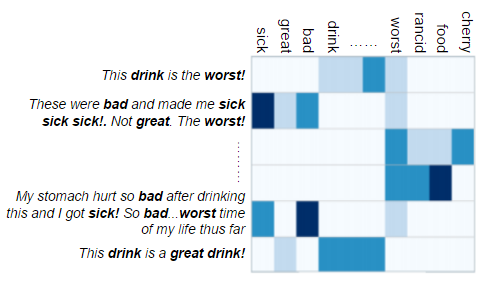 sick great bad drink ...... worst rancid food cherry
This drink is the worst!
These were bad and made me sick
sick sick!. Not great. The worst!
My stomach hurt so bad after drinking
this and I got sick! So bad...worst time
of my life thus far
This drink is a great drink!